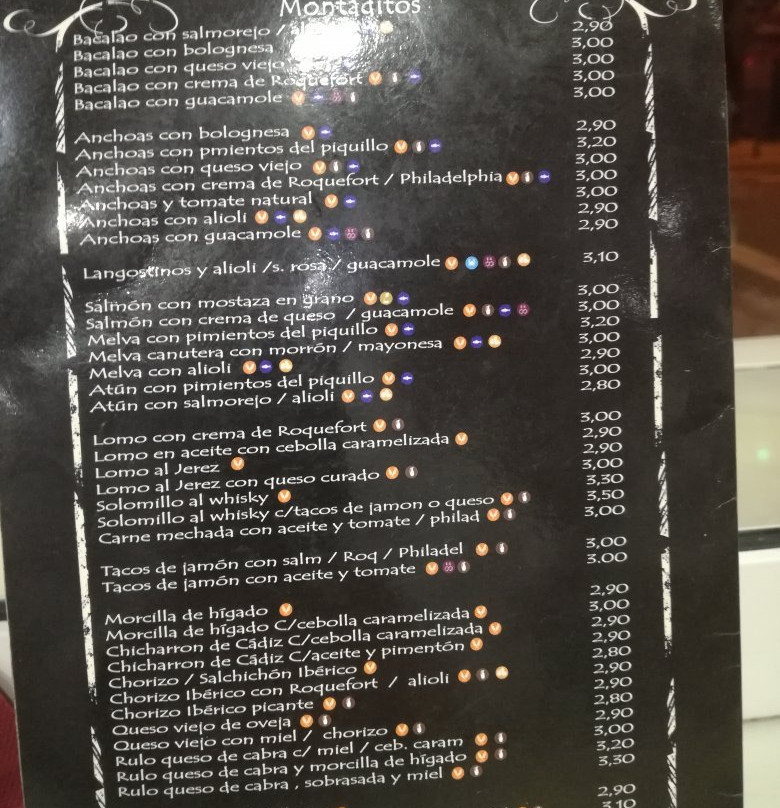 Montaditos
Bacalao con salmorejo / 2,90
Bacalao con bolognesa 3,00
Bacalao con queso viejo 3,00
Bacalao con crema de Roquefort 3,00
Bacalao con guacamole 3,00
Anchoas con bolognesa 2,90
Anchoas con pmientos del piquillo 3,20
Anchoas con queso viejo 3,00
Anchoas con crema de Roquefort / Philadelphia 3,00
Anchoas y tomate natural 3,00
Anchoas con alioli 2,90
Anchoas con guacamole 2,90
Langostinos y alioli /s. rosa / guacamole 3,10
Salmón con mostaza en grano 3,00
Salmón con crema de queso / guacamole 3,00
Melva con pimientos del piquillo 3,20
Melva canutera con morrón / mayonesa 3,00
Melva con alioli 2,90
Atún con pimientos del piquillo 3,00
Atún con salmorejo / alioli 2,80
Lomo con crema de Roquefort 3,00
Lomo en aceite con cebolla caramelizada 2,90
Lomo al Jerez 2,90
Lomo al Jerez con queso curado 3,00
Solomillo al whisky 3,30
Solomillo al whisky c/tacos de jamon o queso 3,50
Carne mechada con aceite y tomate / philad 3,00
Tacos de jamón con salm / Roq / Philadel 3,00
Tacos de jamón con aceite y tomate 3.00
Morcilla de hígado 2,90
Morcilla de hígado C/cebolla caramelizada 3,00
Chicharron de Cádiz C/cebolla caramelizada 2,90
Chicharron de Cádiz C/aceite y pimentón 2,90
Chorizo / Salchichón Ibérico 2,80
Chorizo Ibérico con Roquefort / alioli 2,90
Chorizo Ibérico picante 2,90
Queso viejo de oveja 2,80
Queso viejo con miel / chorizo 2,90
Rulo queso de cabra c/ miel / ceb. caram 3,00
Rulo queso de cabra y morcilla de hígado 3,20
Rulo queso de cabra , sobrasada y miel 3,30
2,90
3,10